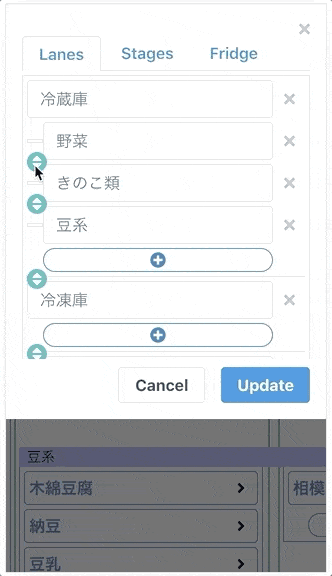 Lanes Stages Fridge
冷蔵庫
野菜
きのこ類
豆系
冷凍庫
Cancel Update
豆系
木綿豆腐 相模
納豆
豆乳